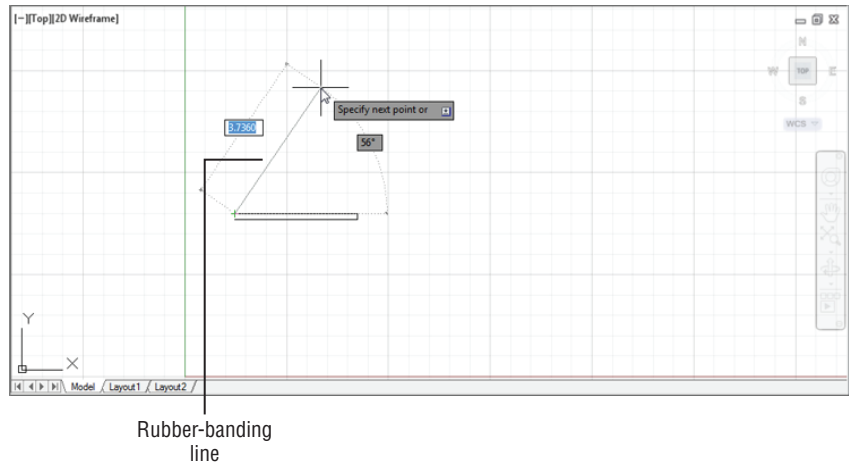 [−][Top][2D Wireframe]
N
W TOP E
S
WCS
Specify next point or
3.7360
56°
Y
X
Model Layout1 Layout2
Rubber-banding
line